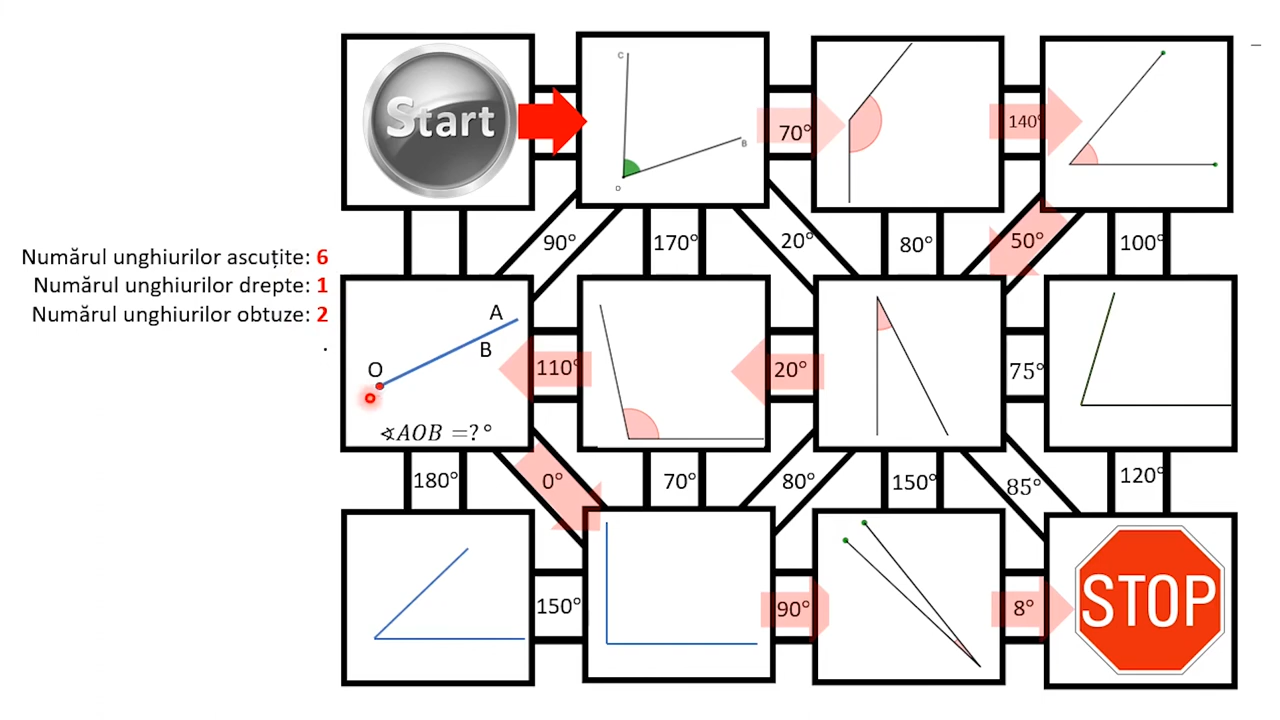 Start
C
B
D
70°
140°
90°
170°
20°
80°
50°
100°
Numărul unghiurilor ascuțite: 6
Numărul unghiurilor drepte: 1
Numărul unghiurilor obtuze: 2
.
A
B
O
∢AOB =?°
110°
20°
75°
180°
0°
70°
80°
150°
85°
120°
150°
90°
8°
STOP